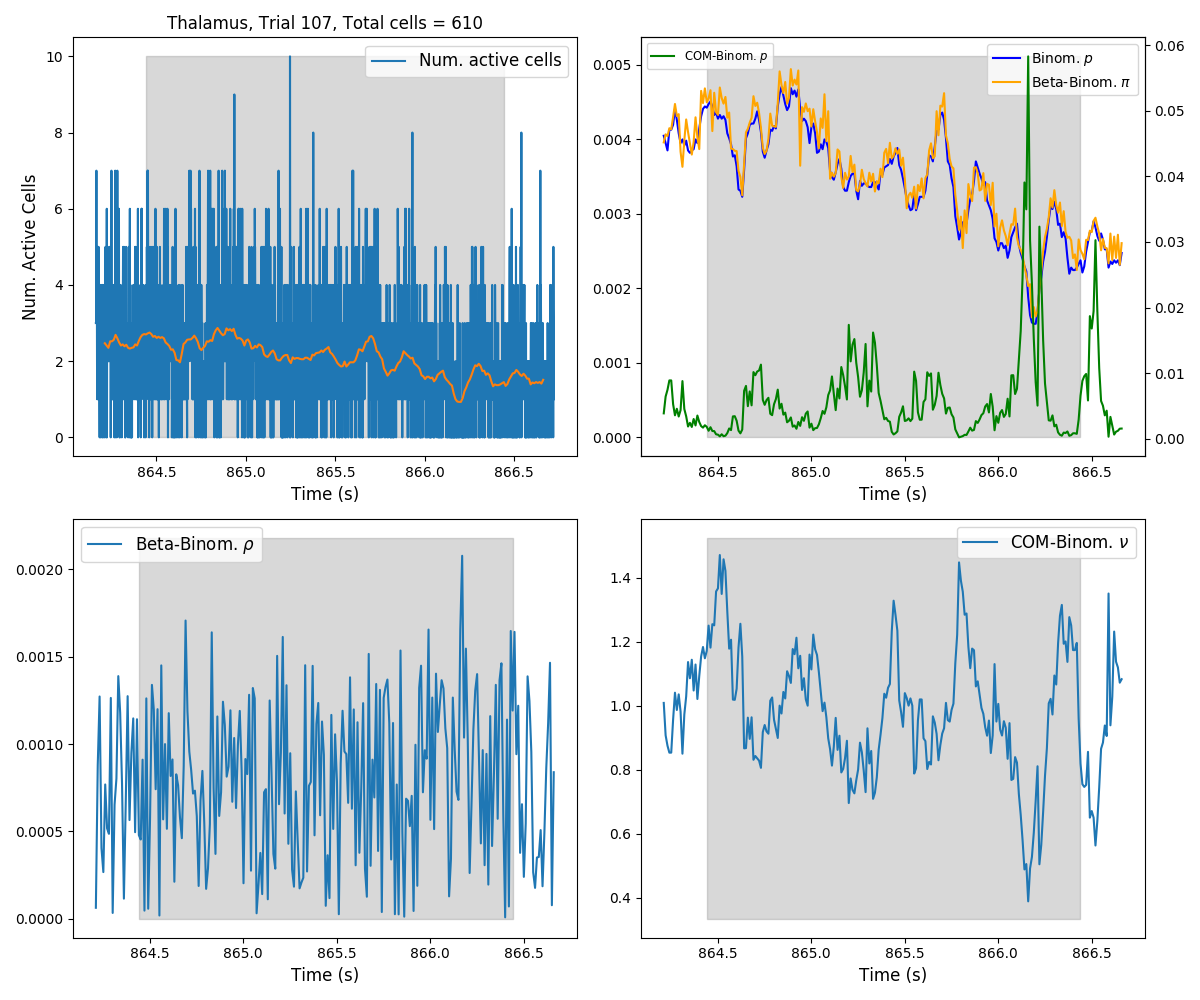 Thalamus, Trial 107, Total cells = 610
Num. active cells
Num. Active Cells
10
8
6
4
2
0
864.5 865.0 865.5 866.0 866.5
Time (s)
COM-Binom. p
Binom. p
Beta-Binom. π
0.005
0.004
0.003
0.002
0.001
0.000
0.06
0.05
0.04
0.03
0.02
0.01
0.00
864.5 865.0 865.5 866.0 866.5
Time (s)
Beta-Binom. ρ
0.0020
0.0015
0.0010
0.0005
0.0000
864.5 865.0 865.5 866.0 866.5
Time (s)
COM-Binom. ν
1.4
1.2
1.0
0.8
0.6
0.4
864.5 865.0 865.5 866.0 866.5
Time (s)